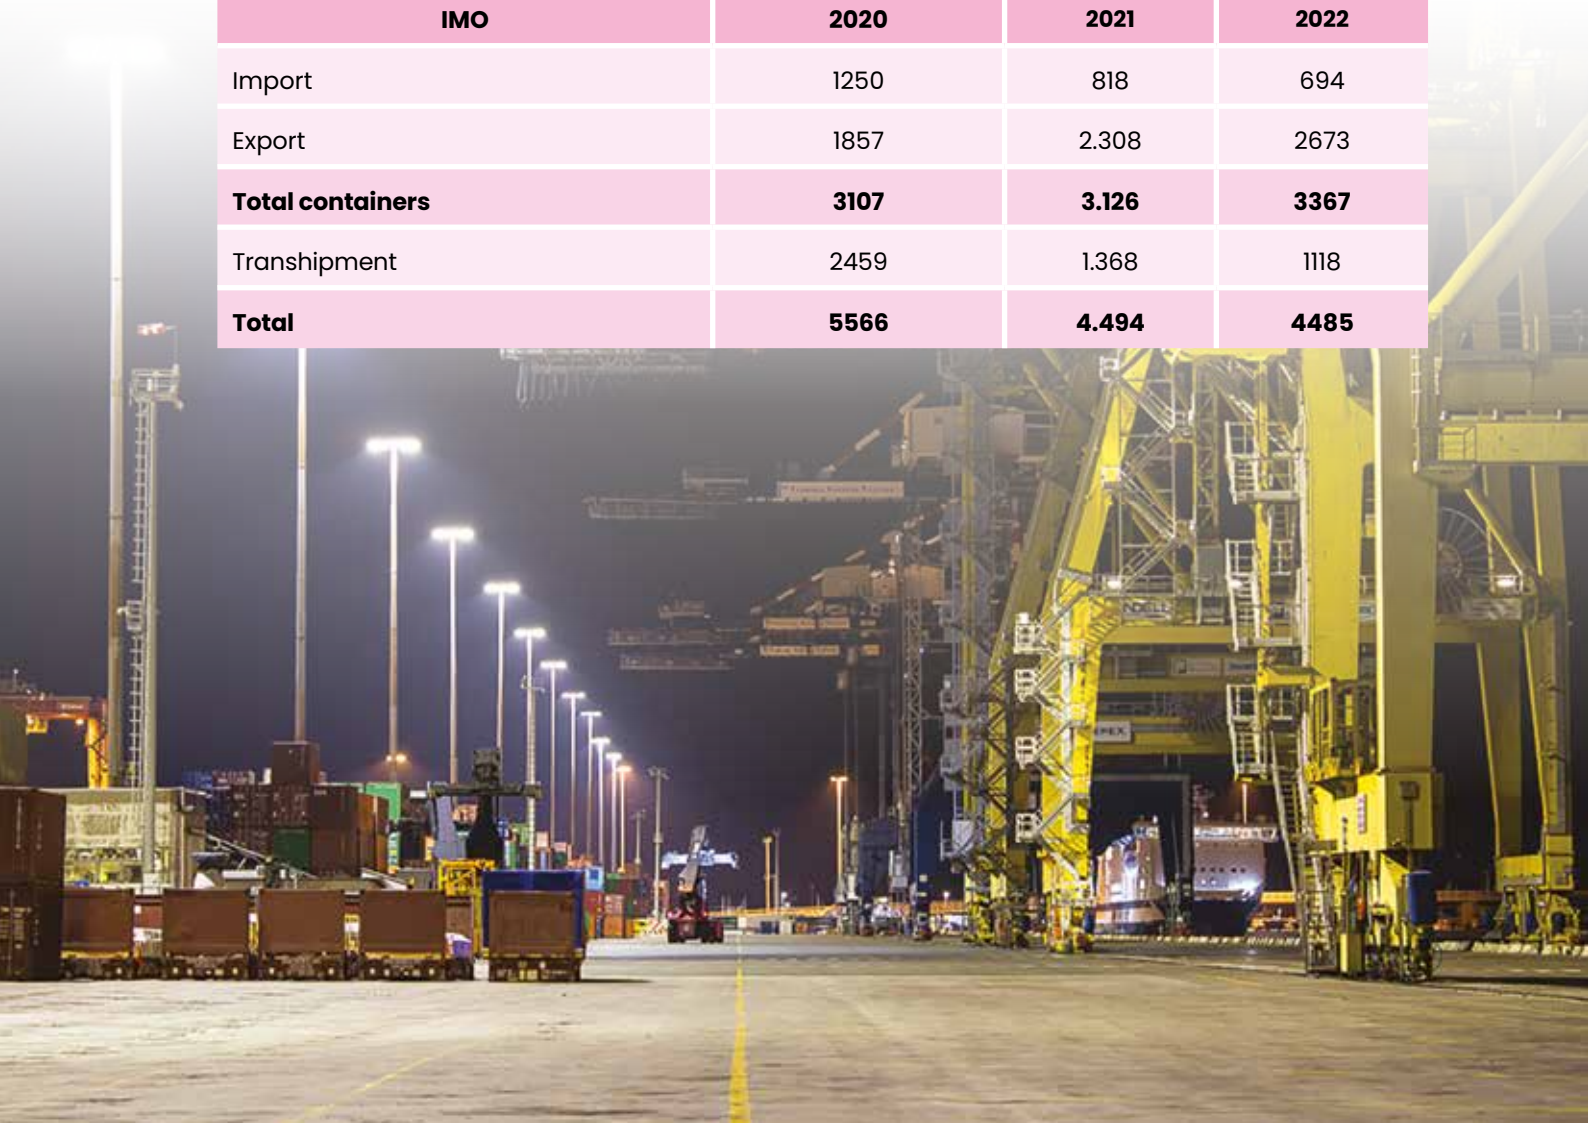 IMO 2020 2021 2022
Import 1250 818 694
Export 1857 2.308 2673
Total containers 3107 3.126 3367
Transhipment 2459 1.368 1118
Total 5566 4.494 4485